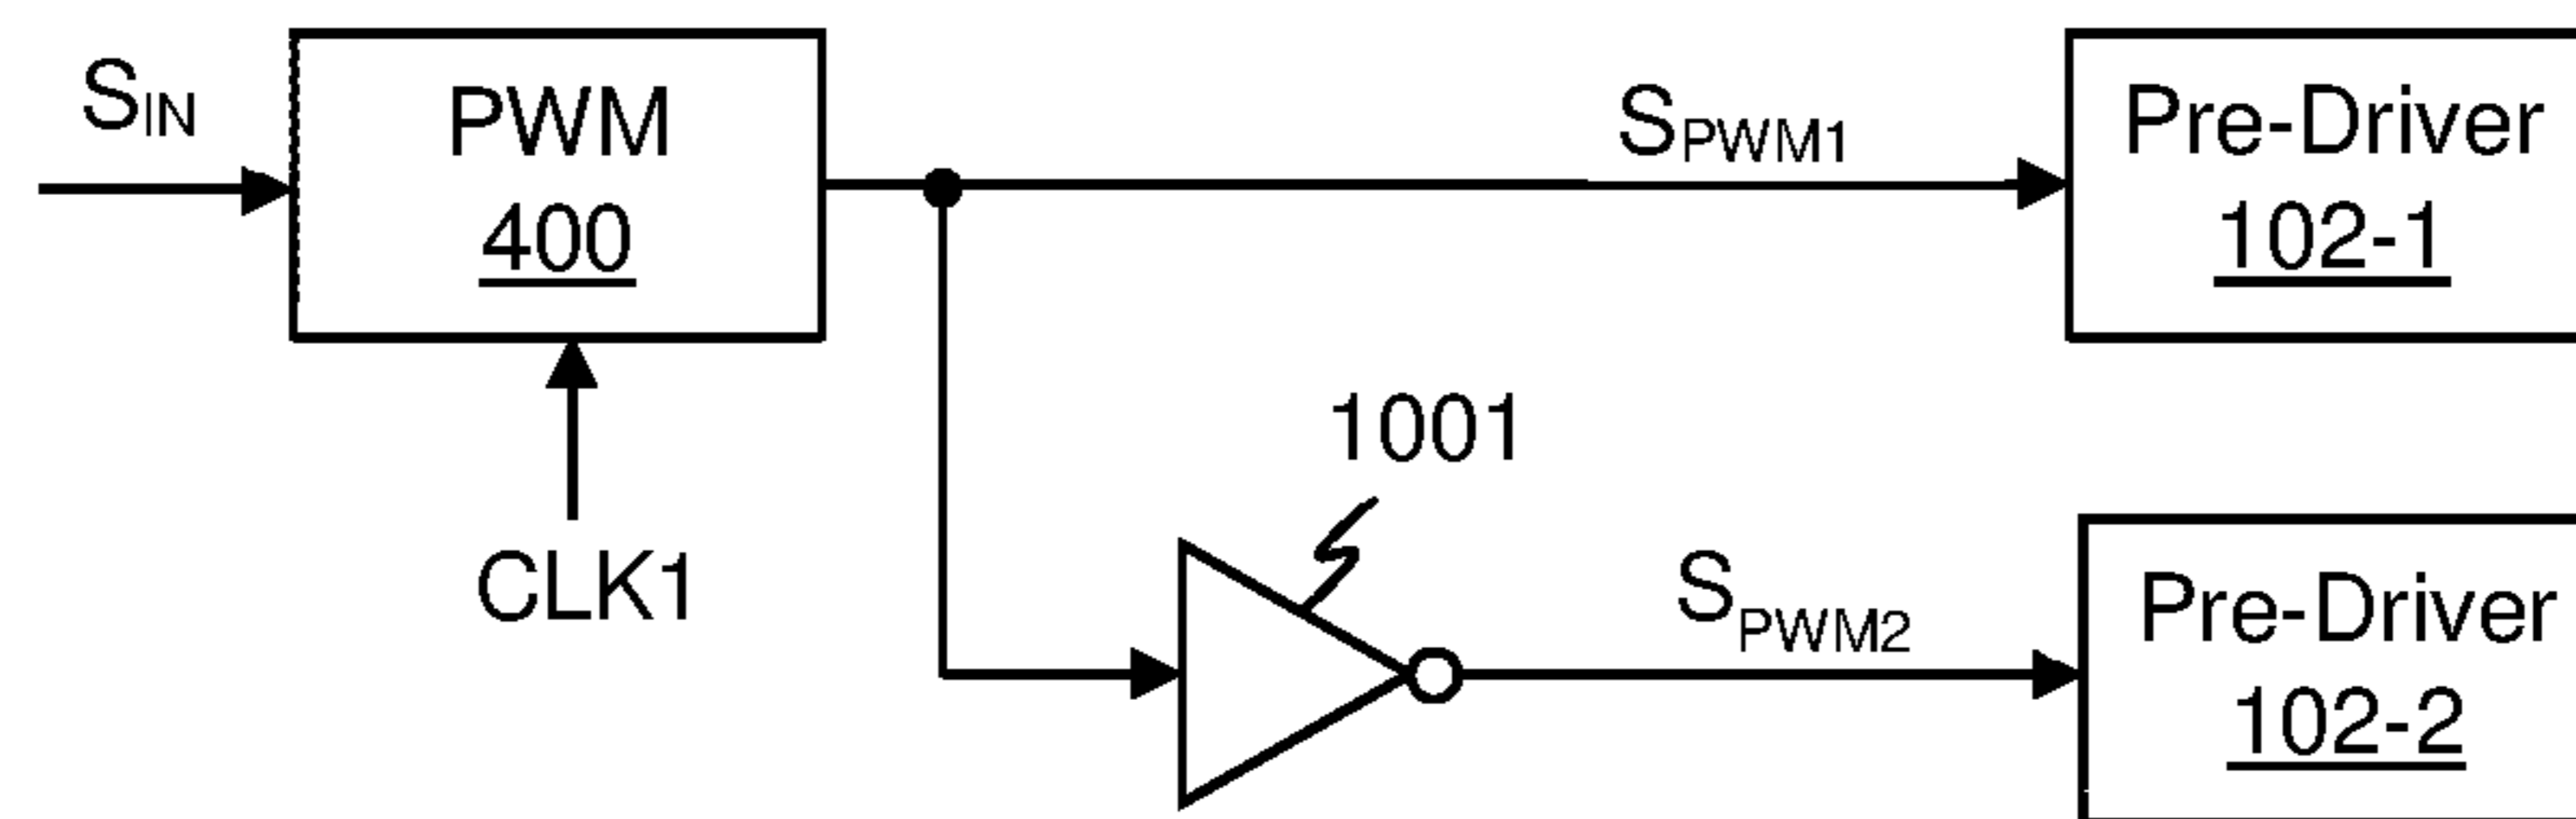 SIN
PWM
400
SPWM1
Pre-Driver
102-1
CLK1
1001
SPWM2
Pre-Driver
102-2